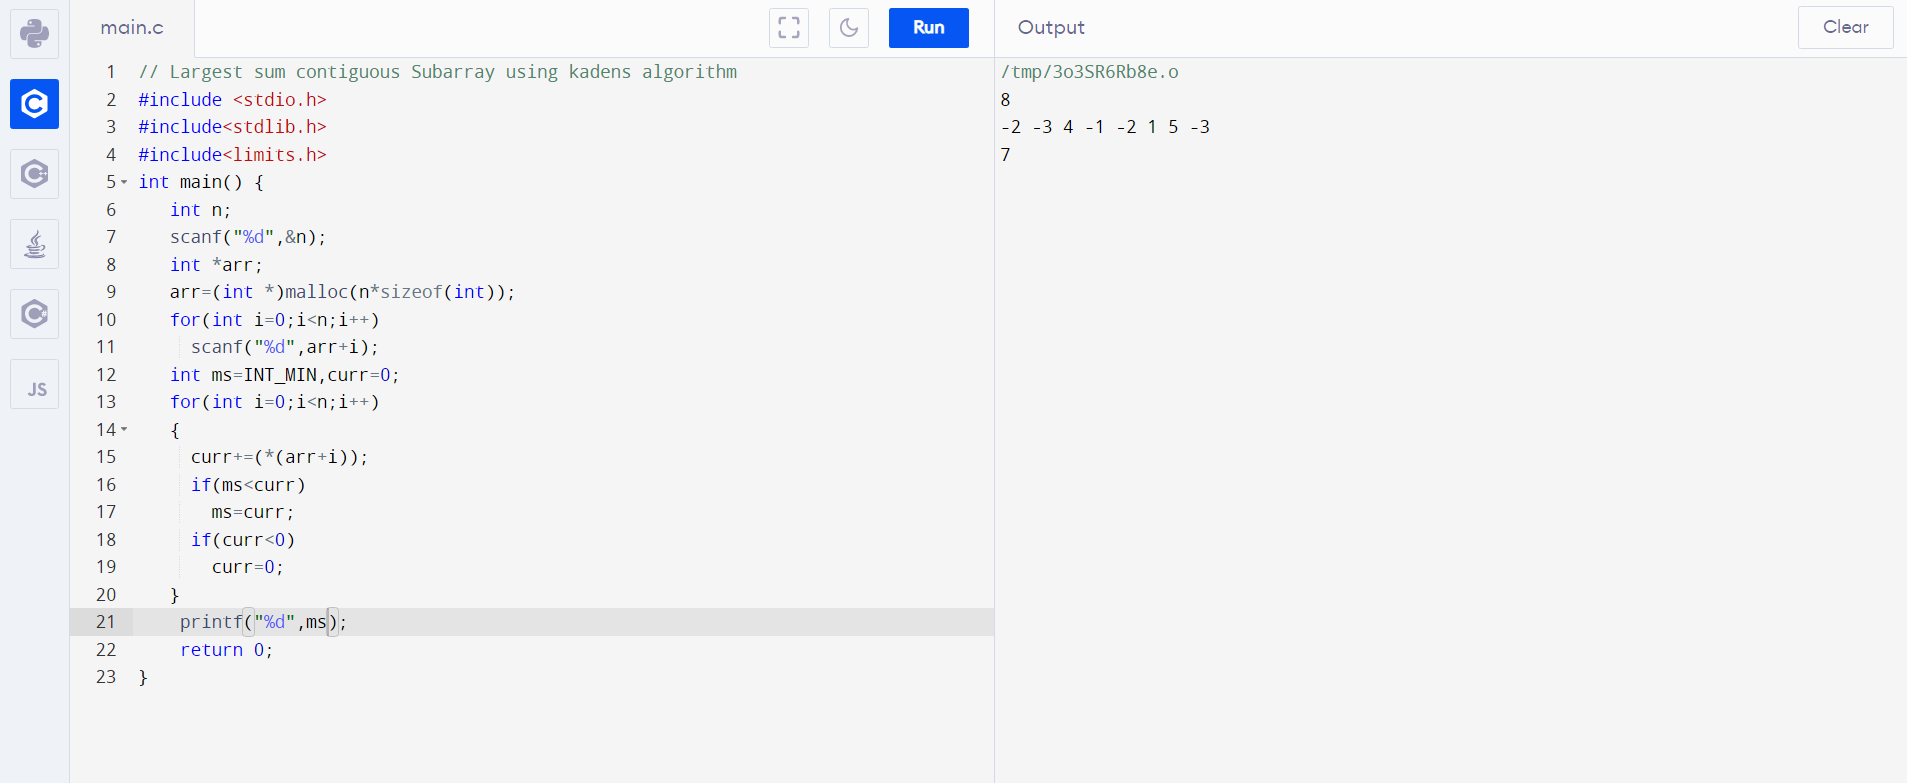 main.c
Run
Output
Clear
C
C++
C#
JS
1 // Largest sum contiguous Subarray using kadens algorithm
2 #include <stdio.h>
3 #include<stdlib.h>
4 #include<limits.h>
5 int main() {
6 int n;
7 scanf("%d",&n);
8 int *arr;
9 arr=(int *)malloc(n*sizeof(int));
10 for(int i=0;i<n;i++)
11 scanf("%d",arr+i);
12 int ms=INT_MIN,curr=0;
13 for(int i=0;i<n;i++)
14 {
15 curr+=(*(arr+i));
16 if(ms<curr)
17 ms=curr;
18 if(curr<0)
19 curr=0;
20 }
21 printf("%d",ms);
22 return 0;
23 }
/tmp/3o3SR6Rb8e.o
8
-2 -3 4 -1 -2 1 5 -3
7